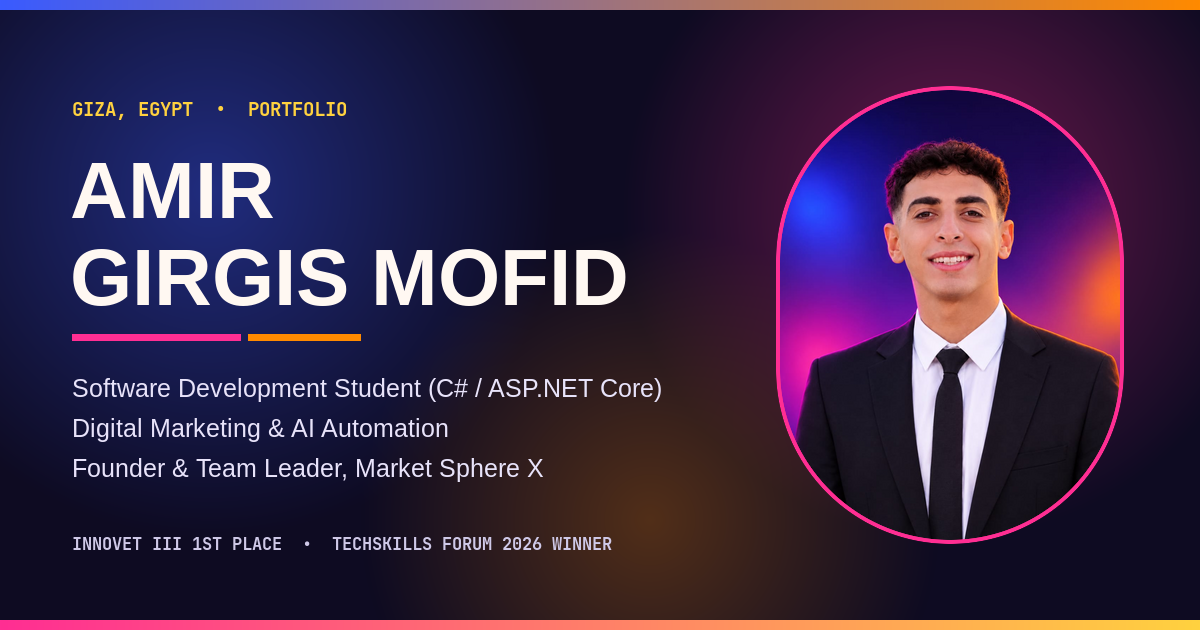 GIZA, EGYPT • PORTFOLIO
AMIR
GIRGIS MOFID
Software Development Student (C# / ASP.NET Core)
Digital Marketing & AI Automation
Founder & Team Leader, Market Sphere X
INNOVET III 1ST PLACE • TECHSKILLS FORUM 2026 WINNER